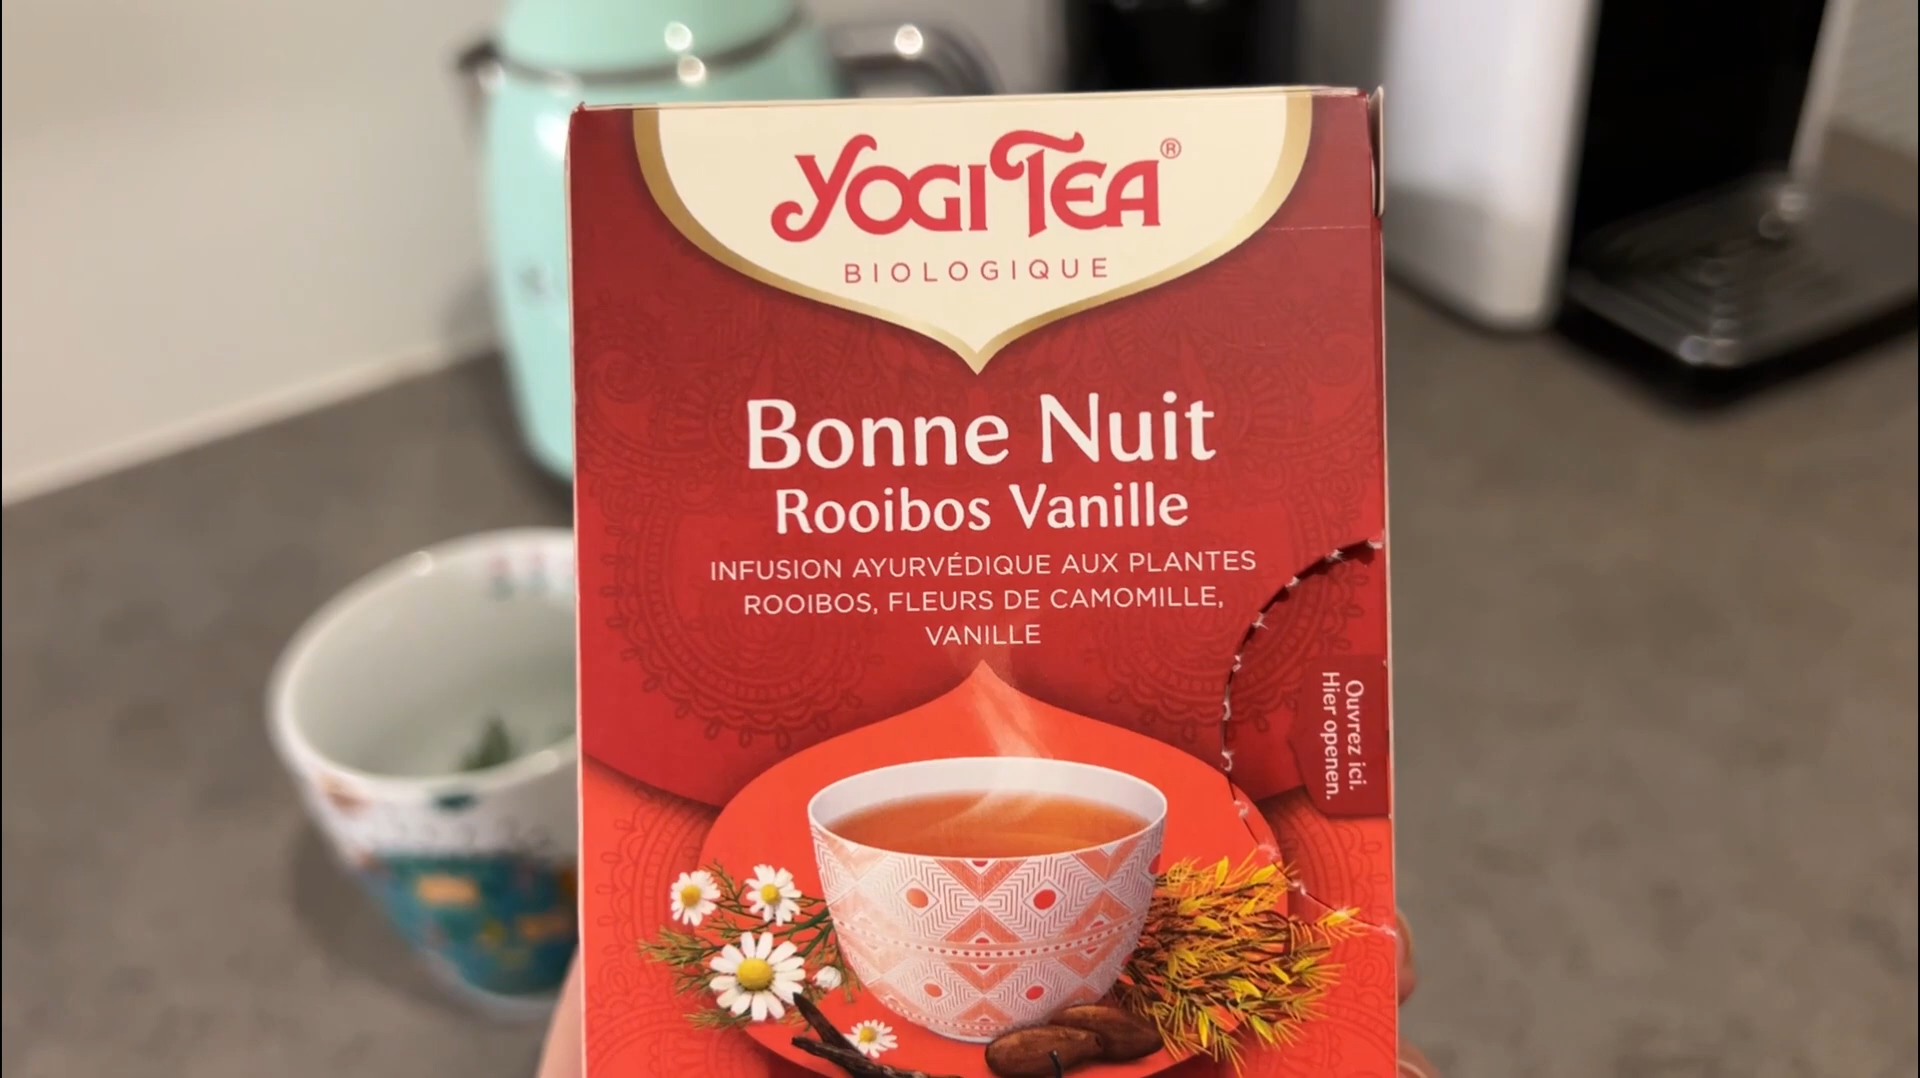 YOGI TEA®
BIOLOGIQUE
Bonne Nuit
Rooibos Vanille
INFUSION AYURVÉDIQUE AUX PLANTES
ROOIBOS, FLEURS DE CAMOMILLE,
VANILLE
Ouvrez ici.
Hier openen.